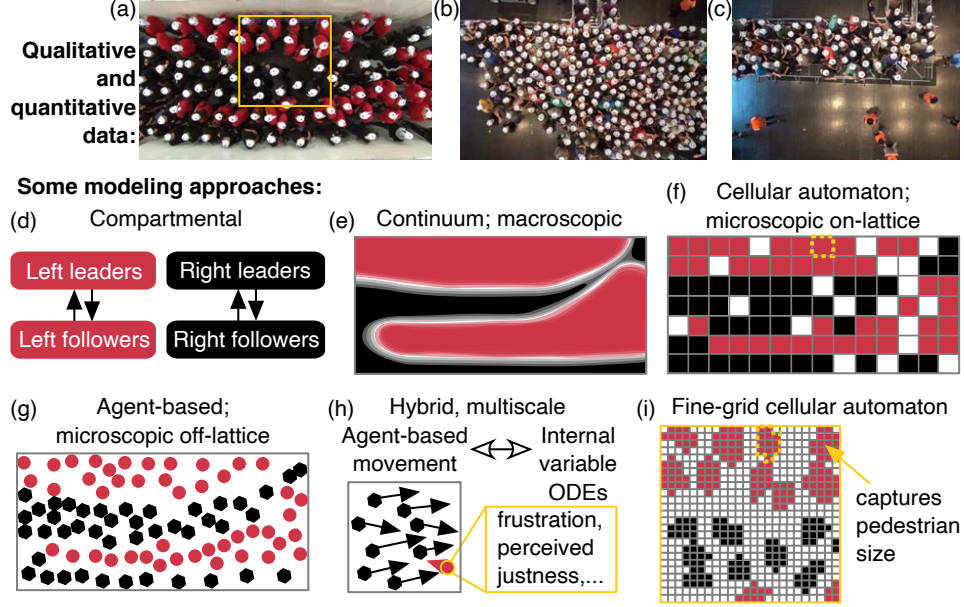 (a)
(b)
(c)
Qualitative
and
quantitative
data:
Some modeling approaches:
(d)
Compartmental
Left leaders
Right leaders
Left followers
Right followers
(e)
Continuum; macroscopic
(f)
Cellular automaton;
microscopic on-lattice
(g)
Agent-based;
microscopic off-lattice
(h)
Hybrid, multiscale
Agent-based
movement
Internal
variable
ODEs
frustration,
perceived
justness,...
(i)
Fine-grid cellular automaton
captures
pedestrian
size